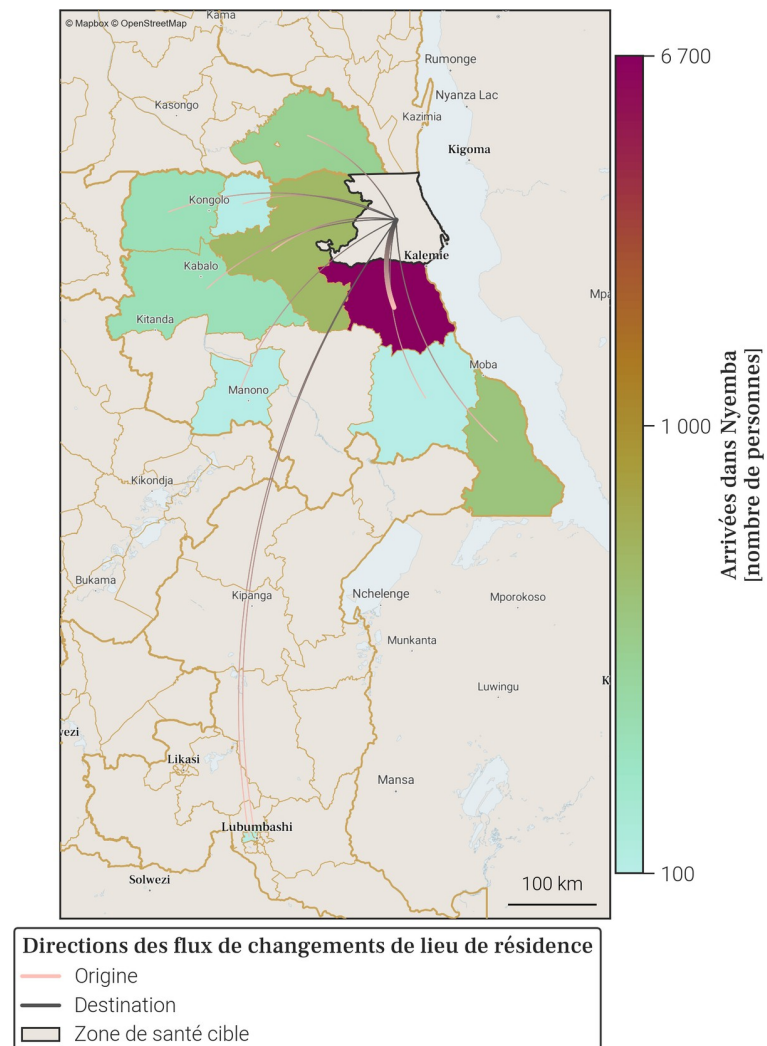 Kama
© Mapbox © OpenStreetMap
Rumonge
Nyanza Lac
Kasongo
Kazimia
Kigoma
Kongolo
Kalemie
Kabalo
Kitanda
Moba
Manono
Kikondja
Bukama
Kipanga
Nchelenge
Mporokoso
Munkanta
Luwingu
Likasi
Mansa
Lubumbashi
Solwezi
100 km
6 700
1 000
100
Arrivées dans Nyemba
[nombre de personnes]
Directions des flux de changements de lieu de résidence
Origine
Destination
Zone de santé cible